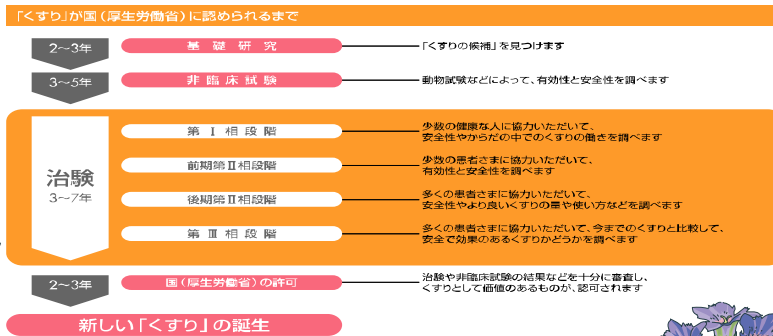 「くすり」が国(厚生労働省)に認められるまで
2〜3年
基礎研究
「くすりの候補」を見つけます
3〜5年
非臨床試験
動物試験などによって、有効性と安全性を調べます
治験
3〜7年
第Ⅰ相段階
少数の健康な人に協力いただいて、
安全性やからだの中でのくすりの働きを調べます
前期第Ⅱ相段階
少数の患者さまに協力いただいて、
有効性と安全性を調べます
後期第Ⅱ相段階
多くの患者さまに協力いただいて、
安全性やより良いくすりの量や使い方などを調べます
第Ⅲ相段階
多くの患者さまに協力いただいて、今までのくすりと比較して、
安全で効果のあるくすりかどうかを調べます
2〜3年
国(厚生労働省)の許可
治験や非臨床試験の結果などを十分に審査し、
くすりとして価値のあるものが、認可されます
新しい「くすり」の誕生